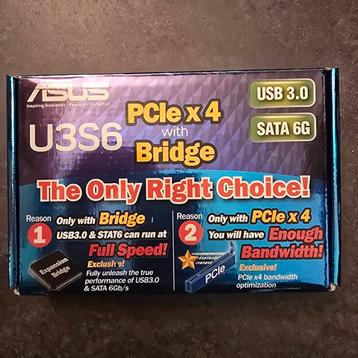 ASUS
Inspiring Innovation • Persistent Perfection
U3S6
PCIe x 4
with
Bridge
USB 3.0
SATA 6G
The Only Right Choice!
Reason
1
Only with Bridge
USB3.0 & STAT6 can run at
Full Speed!
Exclusive!
Fully unleash the true
performance of USB3.0
& SATA 6Gb/s
Expansion
Bridge
Reason
2
Only with PCIe x 4
You will have Enough
Bandwidth!
Exclusive!
PCIe x4 bandwidth
optimization
PCIe